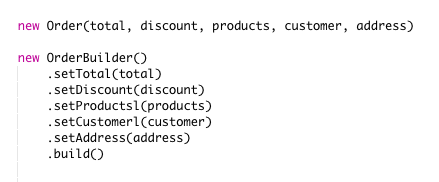 new Order(total, discount, products, customer, address)
new OrderBuilder()
.setTotal(total)
.setDiscount(discount)
.setProductsl(products)
.setCustomerl(customer)
.setAddress(address)
.build()